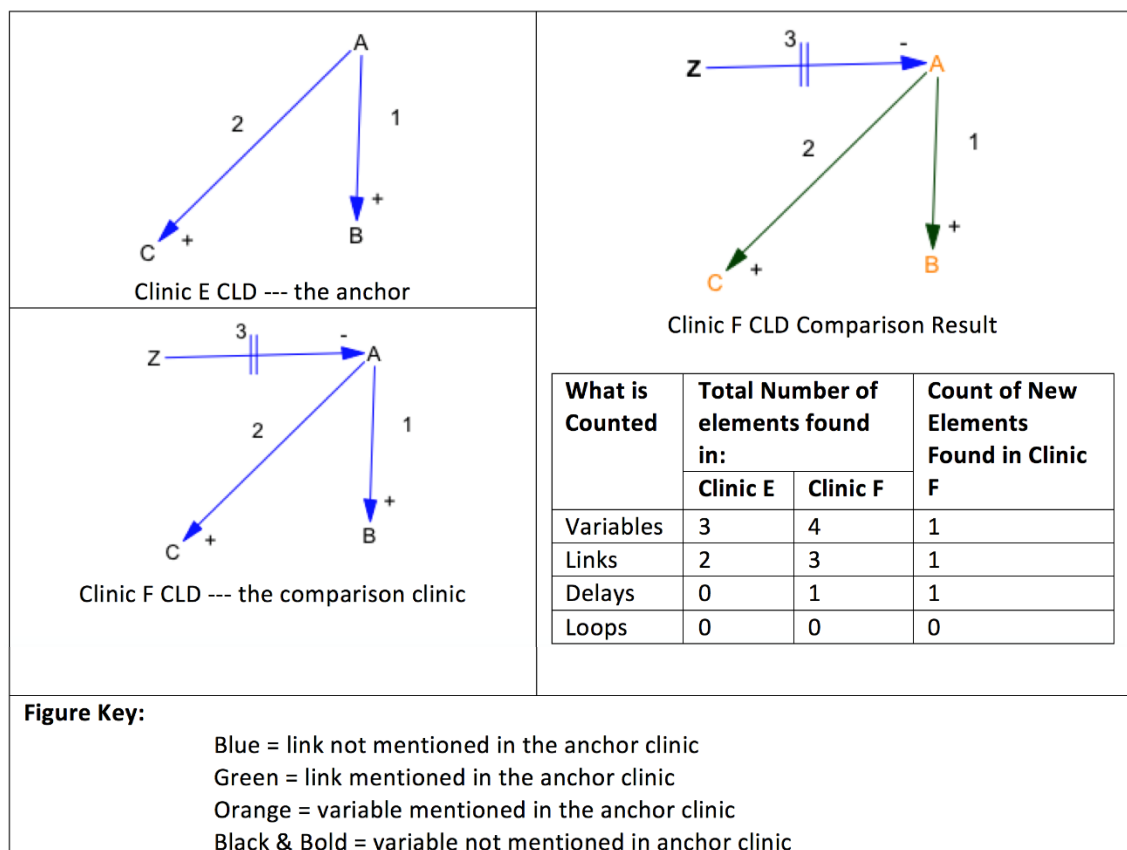 A
2
1
+
B
C
+
Clinic E CLD --- the anchor
3
-
Z
A
2
1
+
B
C
+
Clinic F CLD --- the comparison clinic
3
-
Z
A
2
1
+
B
C
+
Clinic F CLD Comparison Result
What is Counted
Total Number of elements found in:
Count of New Elements Found in Clinic F
Clinic E
Clinic F
Variables 3 4 1
Links 2 3 1
Delays 0 1 1
Loops 0 0 0
Figure Key:
Blue = link not mentioned in the anchor clinic
Green = link mentioned in the anchor clinic
Orange = variable mentioned in the anchor clinic
Black & Bold = variable not mentioned in anchor clinic